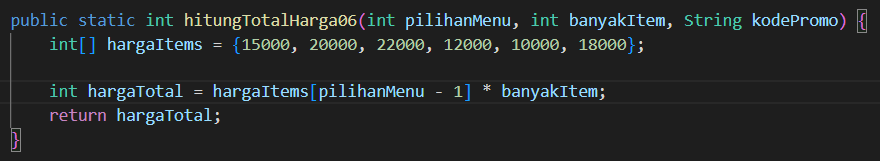 public static int hitungTotalHarga06(int pilihanMenu, int banyakItem, String kodePromo) {
int[] hargaItems = {15000, 20000, 22000, 12000, 10000, 18000};
int hargaTotal = hargaItems[pilihanMenu - 1] * banyakItem;
return hargaTotal;
}